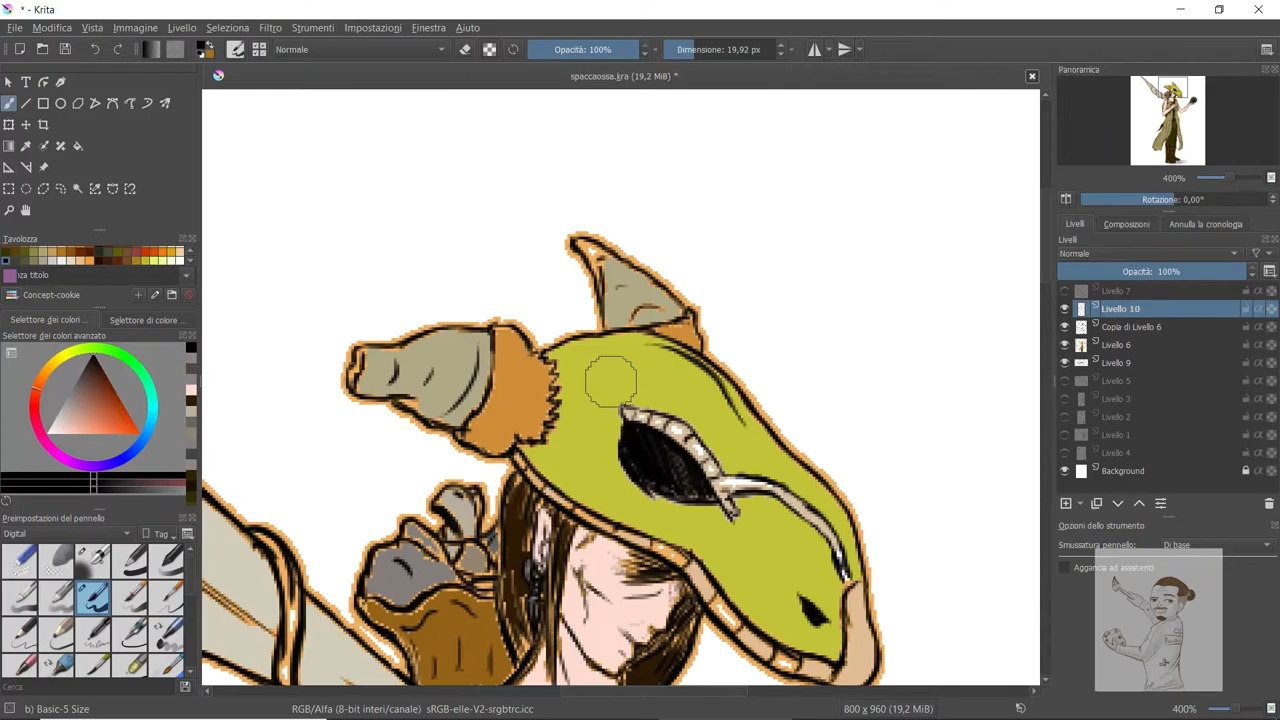 * - Krita
File Modifica Vista Immagine Livello Seleziona Filtro Strumenti Impostazioni Finestra Aiuto
Normale Opacità: 100% Dimensione: 19,92 px
spaccaossa.kra (19,2 MiB) *
Panoramica
400%
Rotazione: 0,00°
Livelli Composizioni Annulla la cronologia
Livelli
Normale
Opacità: 100%
Livello 7
Livello 10
Copia di Livello 6
Livello 6
Livello 9
Livello 5
Livello 3
Livello 2
Livello 1
Livello 4
Background
Opzioni dello strumento
Smussatura pennello: Di base
Aggancia ad assistenti
Tavolozza
za titolo
Concept-cookie
Selettore dei colori ... Selettore di colore ...
Selettore dei colori avanzato
Preimpostazioni del pennello
Digital Tag
Cerca
b) Basic-5 Size RGB/Alfa (8-bit interi/canale) sRGB-elle-V2-srgbtrc.icc 800 x 960 (19,2 MiB) 400%